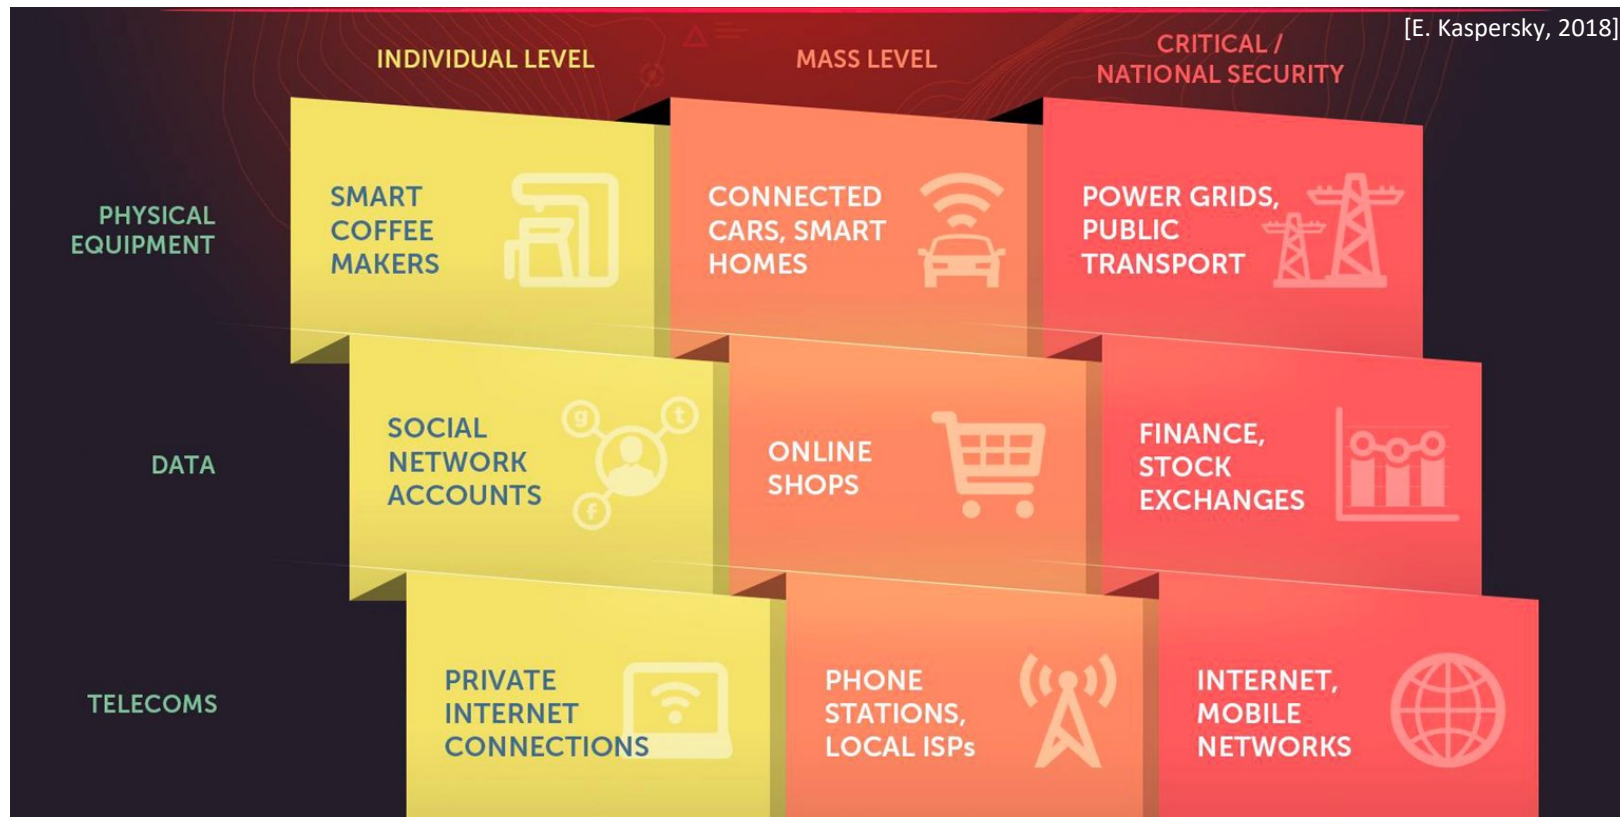 [E. Kaspersky, 2018]
INDIVIDUAL LEVEL
MASS LEVEL
CRITICAL /
NATIONAL SECURITY
PHYSICAL
EQUIPMENT
SMART
COFFEE
MAKERS
CONNECTED
CARS, SMART
HOMES
POWER GRIDS,
PUBLIC
TRANSPORT
DATA
SOCIAL
NETWORK
ACCOUNTS
g
t
f
ONLINE
SHOPS
FINANCE,
STOCK
EXCHANGES
TELECOMS
PRIVATE
INTERNET
CONNECTIONS
PHONE
STATIONS,
LOCAL ISPs
INTERNET,
MOBILE
NETWORKS